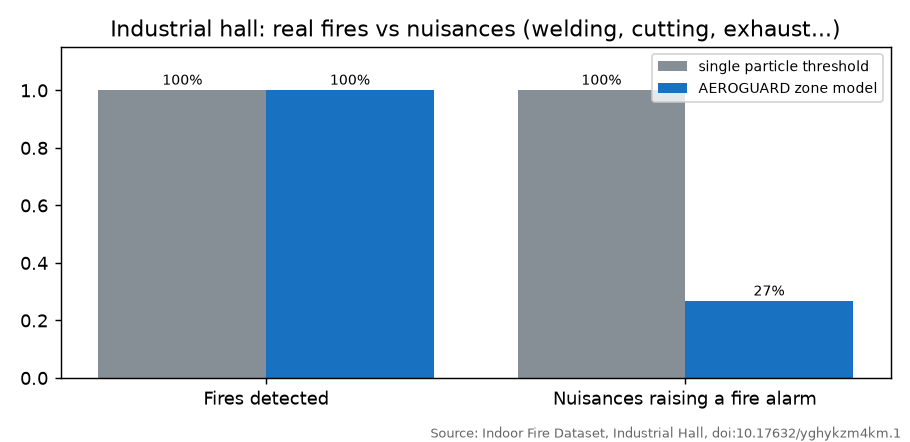 Industrial hall: real fires vs nuisances (welding, cutting, exhaust...)
single particle threshold
AEROGUARD zone model
100%
100%
100%
27%
1.0
0.8
0.6
0.4
0.2
0.0
Fires detected
Nuisances raising a fire alarm
Source: Indoor Fire Dataset, Industrial Hall, doi:10.17632/yghykzm4km.1